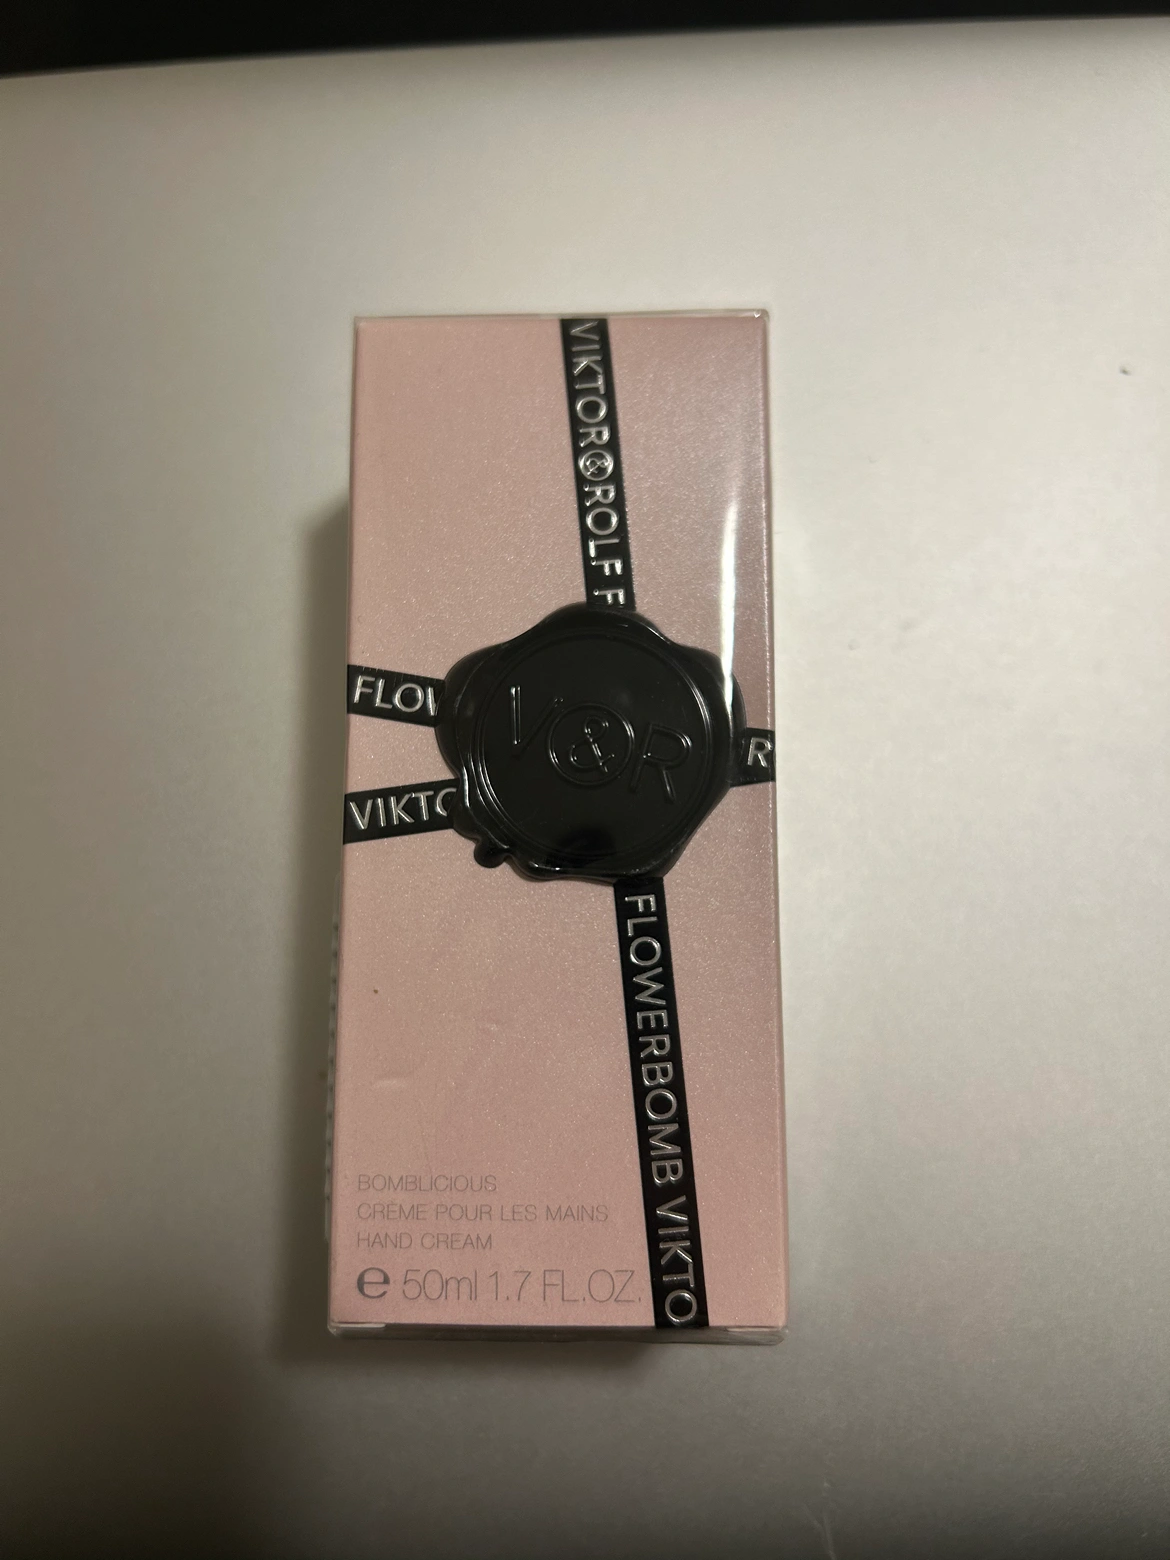 VIKTOR&ROLF F
FLOW
V&R
R
VIKTO
FLOWERBOMB VIKTO
BOMBLICIOUS
CRÈME POUR LES MAINS
HAND CREAM
e 50ml 1.7 FL.OZ.